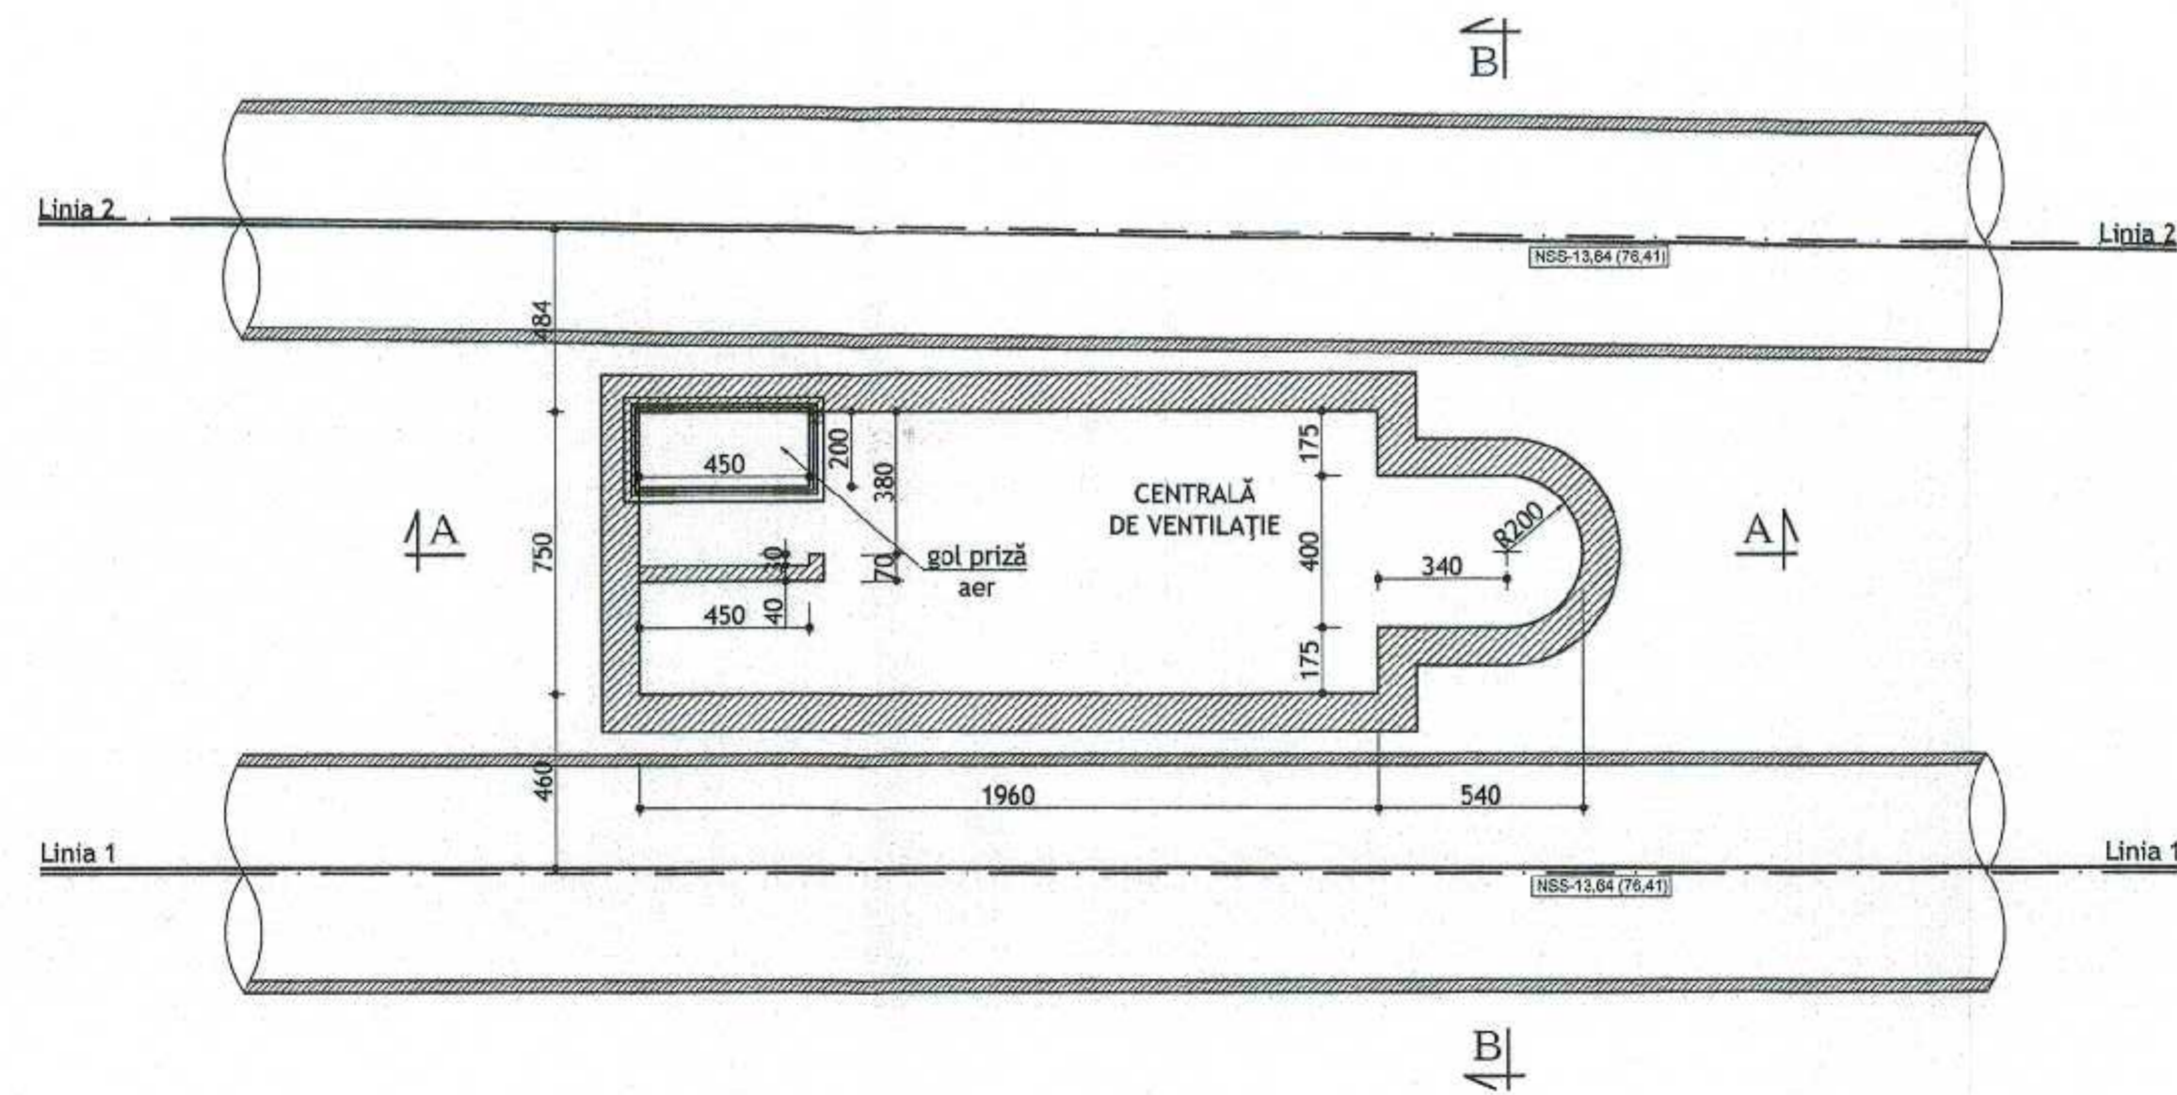 B
Linia 2
Linia 2
NSS-13,64 (76,41)
484
450
200
380
175
CENTRALĂ
DE VENTILAŢIE
R200
A
A
750
30
70
gol priză
aer
400
340
450
40
175
460
1960
540
Linia 1
Linia 1
NSS-13,64 (76,41)
B